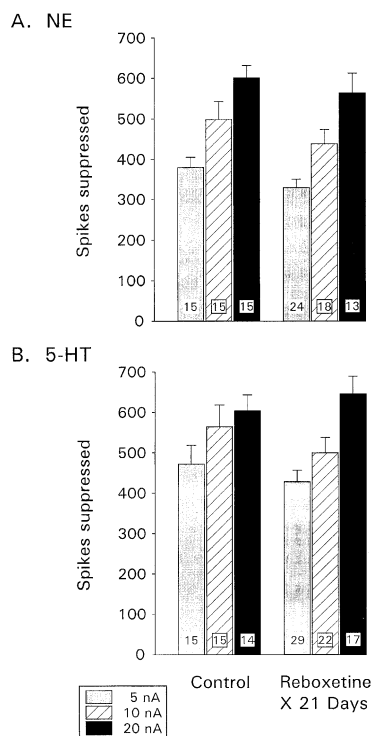 A. NE
700
600
500
400
300
200
100
0
Spikes suppressed
15 15 15 24 18 13
B. 5-HT
700
600
500
400
300
200
100
0
Spikes suppressed
15 15 14 29 22 17
Control
Reboxetine
X 21 Days
5 nA
10 nA
20 nA